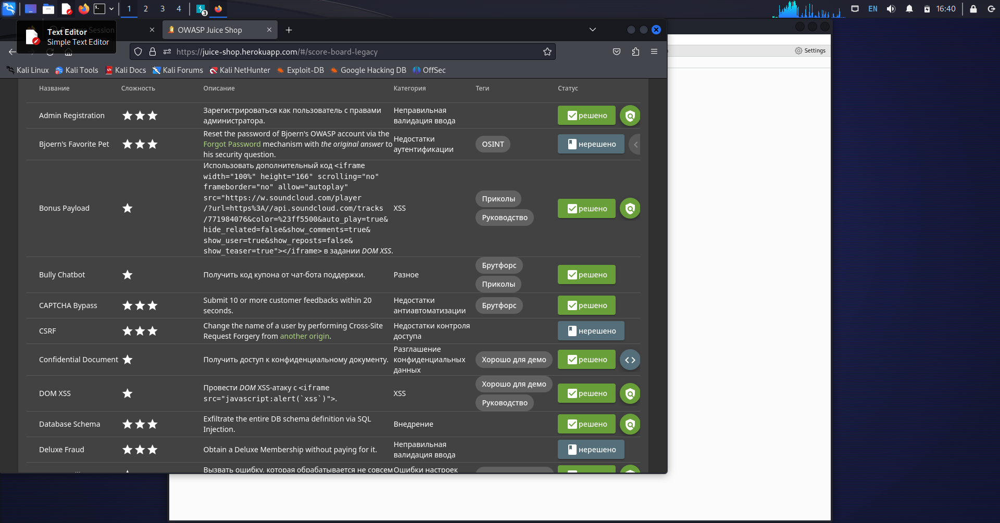 1 2 3 4 3 EN 16:40
Restore Session
OWASP Juice Shop
Text Editor
Simple Text Editor
https://juice-shop.herokuapp.com/#/score-board-legacy
Settings
Kali Linux Kali Tools Kali Docs Kali Forums Kali NetHunter Exploit-DB Google Hacking DB OffSec
Название Сложность Описание Категория Теги Статус
Admin Registration
Зарегистрироваться как пользователь с правами
администратора.
Неправильная
валидация ввода
решено
Bjoern's Favorite Pet
Reset the password of Bjoern's OWASP account via the
Forgot Password mechanism with the original answer to
his security question.
Недостатки
аутентификации
OSINT
нерешено
Bonus Payload
Использовать дополнительный код <iframe
width="100%" height="166" scrolling="no"
frameborder="no" allow="autoplay"
src="https://w.soundcloud.com/player
/?url=https%3A//api.soundcloud.com/tracks
/771984076&color=%23ff5500&auto_play=true&
hide_related=false&show_comments=true&
show_user=true&show_reposts=false&
show_teaser=true"></iframe> в задании DOM XSS.
XSS
Приколы
Руководство
решено
Bully Chatbot
Получить код купона от чат-бота поддержки.
Разное
Брутфорс
Приколы
решено
CAPTCHA Bypass
Submit 10 or more customer feedbacks within 20
seconds.
Недостатки
антиавтоматизации
Брутфорс
решено
CSRF
Change the name of a user by performing Cross-Site
Request Forgery from another origin.
Недостатки контроля
доступа
нерешено
Confidential Document
Получить доступ к конфиденциальному документу.
Разглашение
конфиденциальных
данных
Хорошо для демо
решено
DOM XSS
Провести DOM XSS-атаку с <iframe
src="javascript:alert(`xss`)">.
XSS
Хорошо для демо
Руководство
решено
Database Schema
Exfiltrate the entire DB schema definition via SQL
Injection.
Внедрение
решено
Deluxe Fraud
Obtain a Deluxe Membership without paying for it.
Неправильная
валидация ввода
нерешено
Вызвать ошибку, которая обрабатывается не совсем
Ошибки настроек